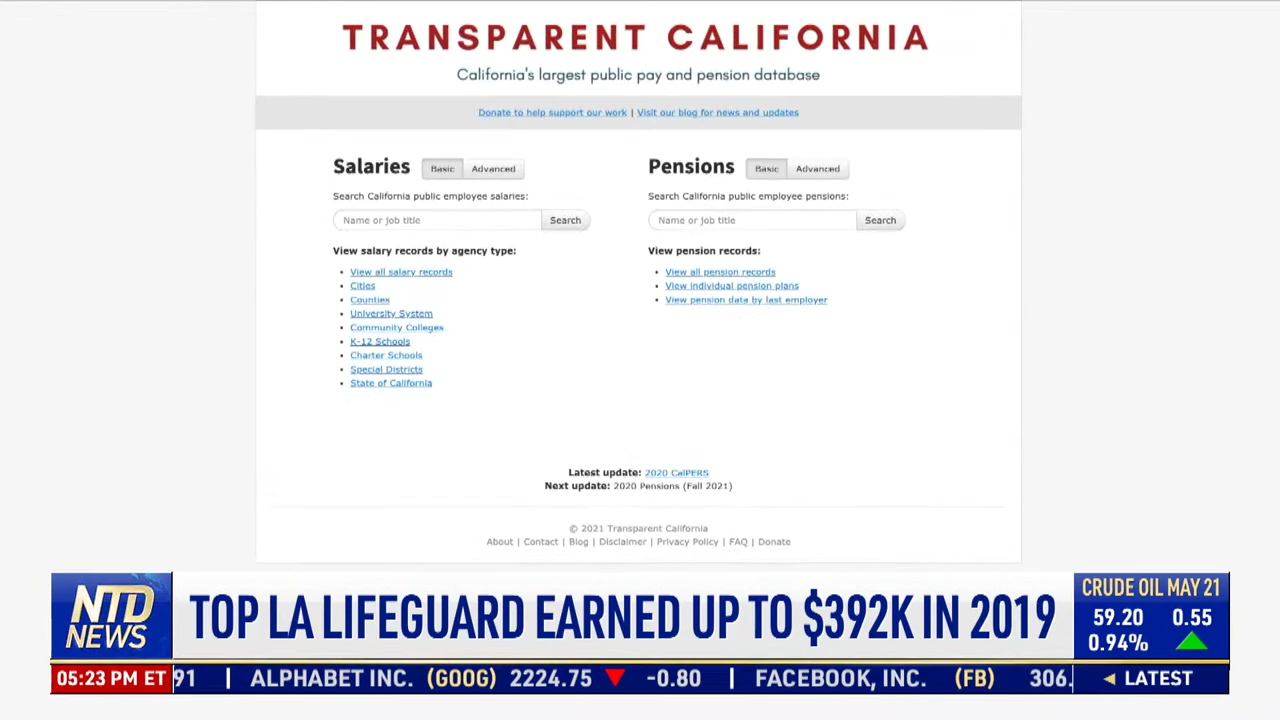 TRANSPARENT CALIFORNIA
California's largest public pay and pension database
Donate to help support our work | Visit our blog for news and updates
Salaries Basic Advanced
Search California public employee salaries:
Name or job title Search
View salary records by agency type:
View all salary records
Cities
Counties
University System
Community Colleges
K-12 Schools
Charter Schools
Special Districts
State of California
Pensions Basic Advanced
Search California public employee pensions:
Name or job title Search
View pension records:
View all pension records
View individual pension plans
View pension data by last employer
Latest update: 2020 CalPERS
Next update: 2020 Pensions (Fall 2021)
© 2021 Transparent California
About | Contact | Blog | Disclaimer | Privacy Policy | FAQ | Donate
NTD
NEWS
TOP LA LIFEGUARD EARNED UP TO $392K IN 2019
CRUDE OIL MAY 21
59.20 0.55
0.94%
05:23 PM ET 91 | ALPHABET INC. (GOOG) 2224.75 -0.80 | FACEBOOK, INC. (FB) 306. LATEST